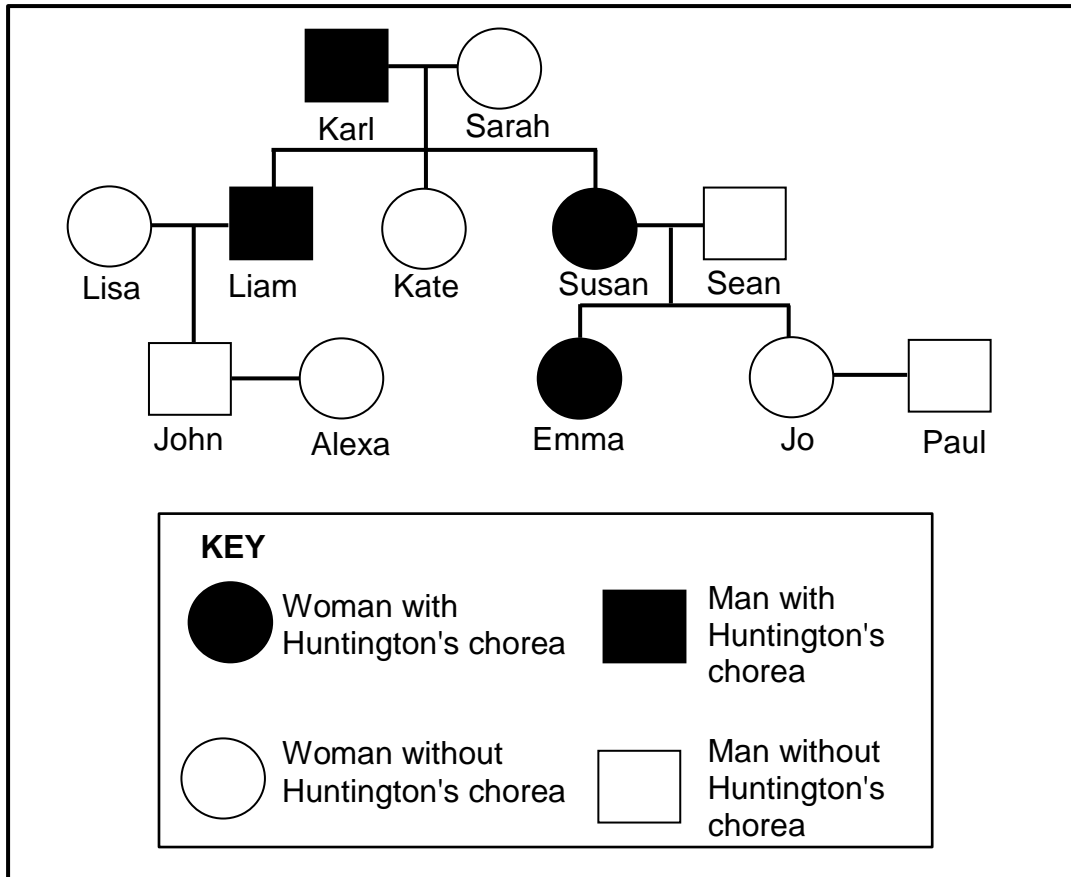 Karl
Sarah
Lisa
Liam
Kate
Susan
Sean
John
Alexa
Emma
Jo
Paul
KEY
Woman with
Huntington's chorea
Man with
Huntington's
chorea
Woman without
Huntington's chorea
Man without
Huntington's
chorea